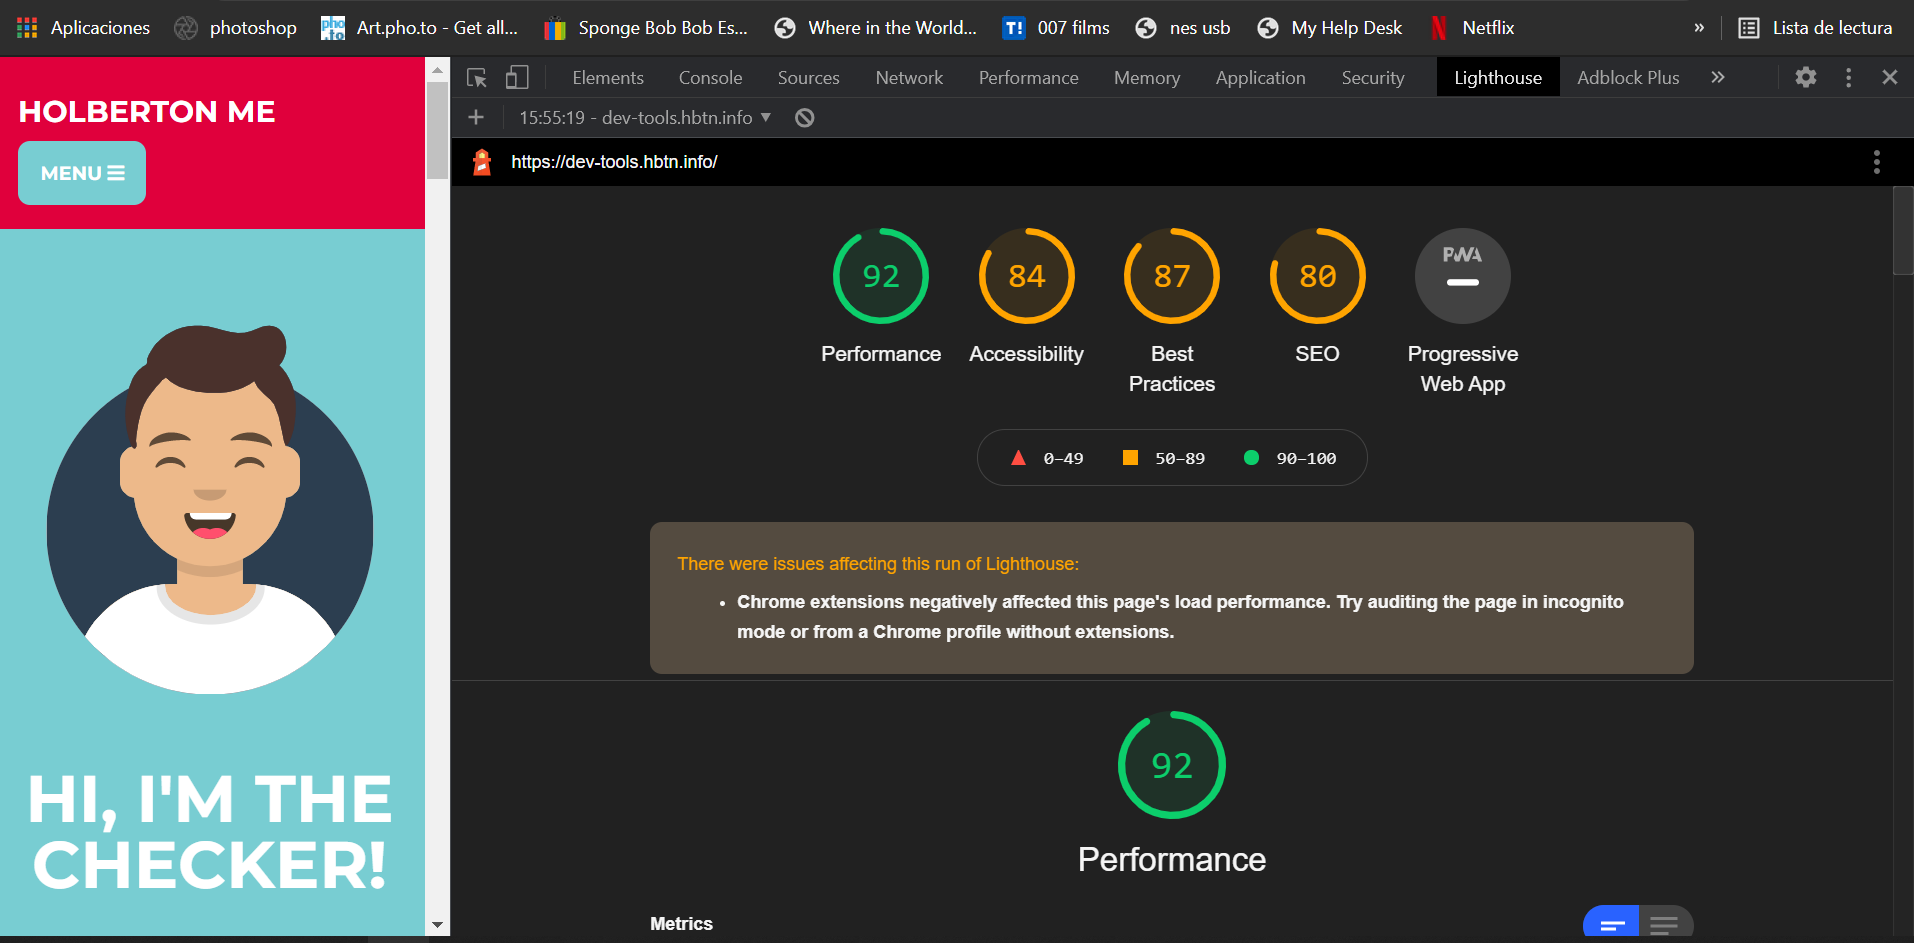 Aplicaciones photoshop Art.pho.to - Get all... Sponge Bob Bob Es... Where in the World... T! 007 films nes usb My Help Desk Netflix » Lista de lectura
HOLBERTON ME
MENU
HI, I'M THE
CHECKER!
Elements Console Sources Network Performance Memory Application Security Lighthouse Adblock Plus »
15:55:19 - dev-tools.hbtn.info
https://dev-tools.hbtn.info/
92 84 87 80 PWA
Performance Accessibility Best Practices SEO Progressive Web App
0–49 50–89 90–100
There were issues affecting this run of Lighthouse:
• Chrome extensions negatively affected this page's load performance. Try auditing the page in incognito
mode or from a Chrome profile without extensions.
92
Performance
Metrics